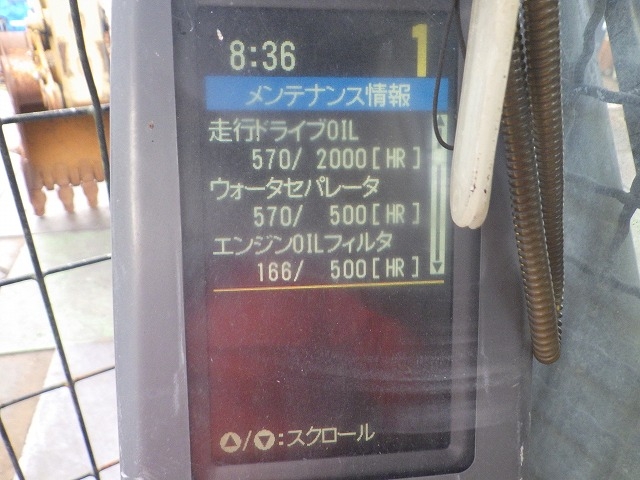 8:36 1
メンテナンス情報
走行ドライブOIL
570/ 2000[HR]
ウォータセパレータ
570/ 500[HR]
エンジンOILフィルタ
166/ 500[HR]
▲/▼:スクロール